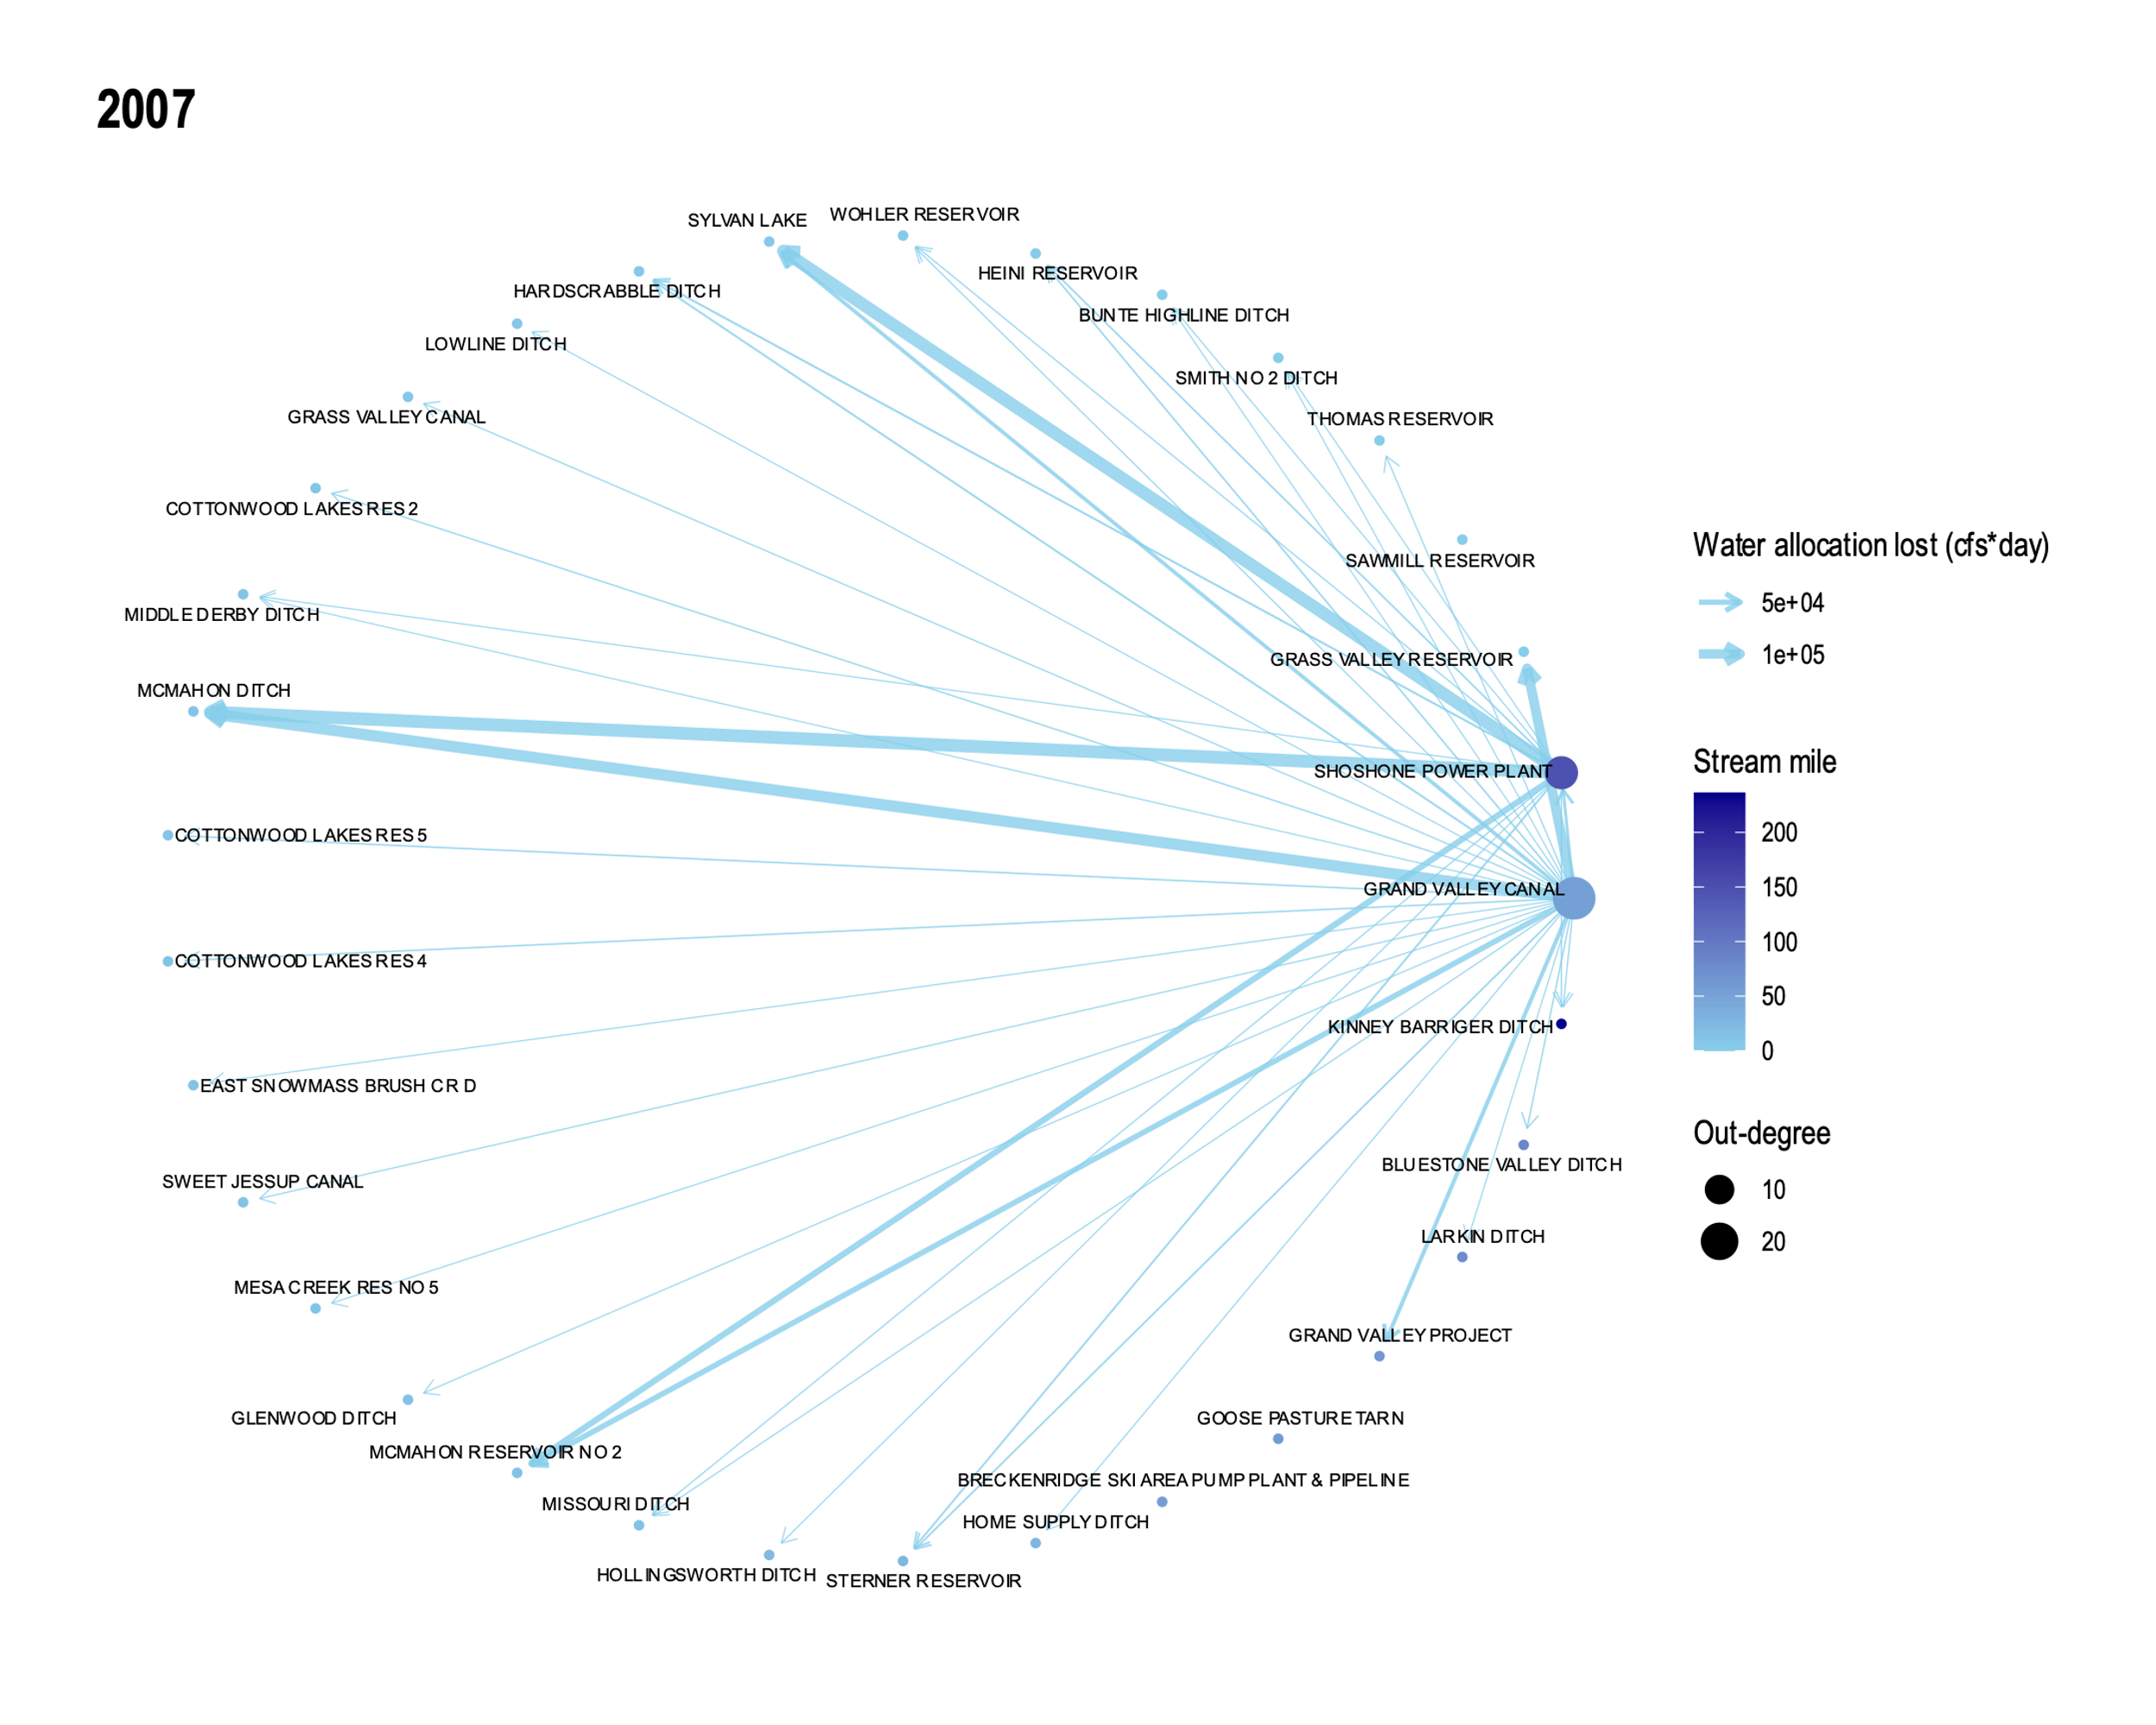 2007
WOHLER RESERVOIR
SYLVAN LAKE
HEINI RESERVOIR
HARDSCRABBLE DITCH
BUNTE HIGHLINE DITCH
LOWLINE DITCH
SMITH NO 2 DITCH
GRASS VALLEY CANAL
THOMAS RESERVOIR
COTTONWOOD LAKES RES 2
SAWMILL RESERVOIR
MIDDLE DERBY DITCH
GRASS VALLEY RESERVOIR
MCMAHON DITCH
SHOSHONE POWER PLANT
COTTONWOOD LAKES RES 5
GRAND VALLEY CANAL
COTTONWOOD LAKES RES 4
KINNEY BARRIGER DITCH
EAST SNOWMASS BRUSH CR D
BLUESTONE VALLEY DITCH
SWEET JESSUP CANAL
LARKIN DITCH
MESA CREEK RES NO 5
GRAND VALLEY PROJECT
GLENWOOD DITCH
GOOSE PASTURE TARN
MCMAHON RESERVOIR NO 2
BRECKENRIDGE SKI AREA PUMP PLANT & PIPELINE
MISSOURI DITCH
HOME SUPPLY DITCH
HOLLINGSWORTH DITCH
STERNER RESERVOIR
Water allocation lost (cfs*day)
5e+04
1e+05
Stream mile
200
150
100
50
0
Out-degree
10
20